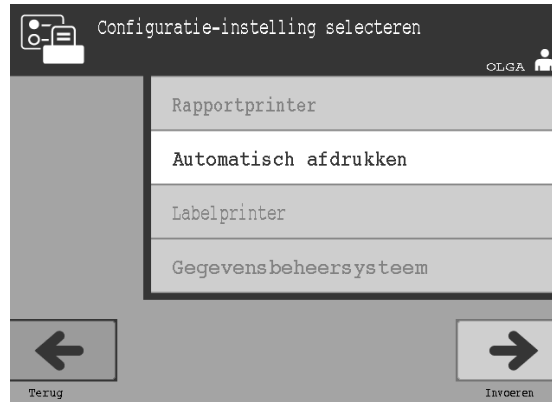 Configuratie-instelling selecteren
OLGA
Rapportprinter
Automatisch afdrukken
Labelprinter
Gegevensbeheersysteem
Terug
Invoeren